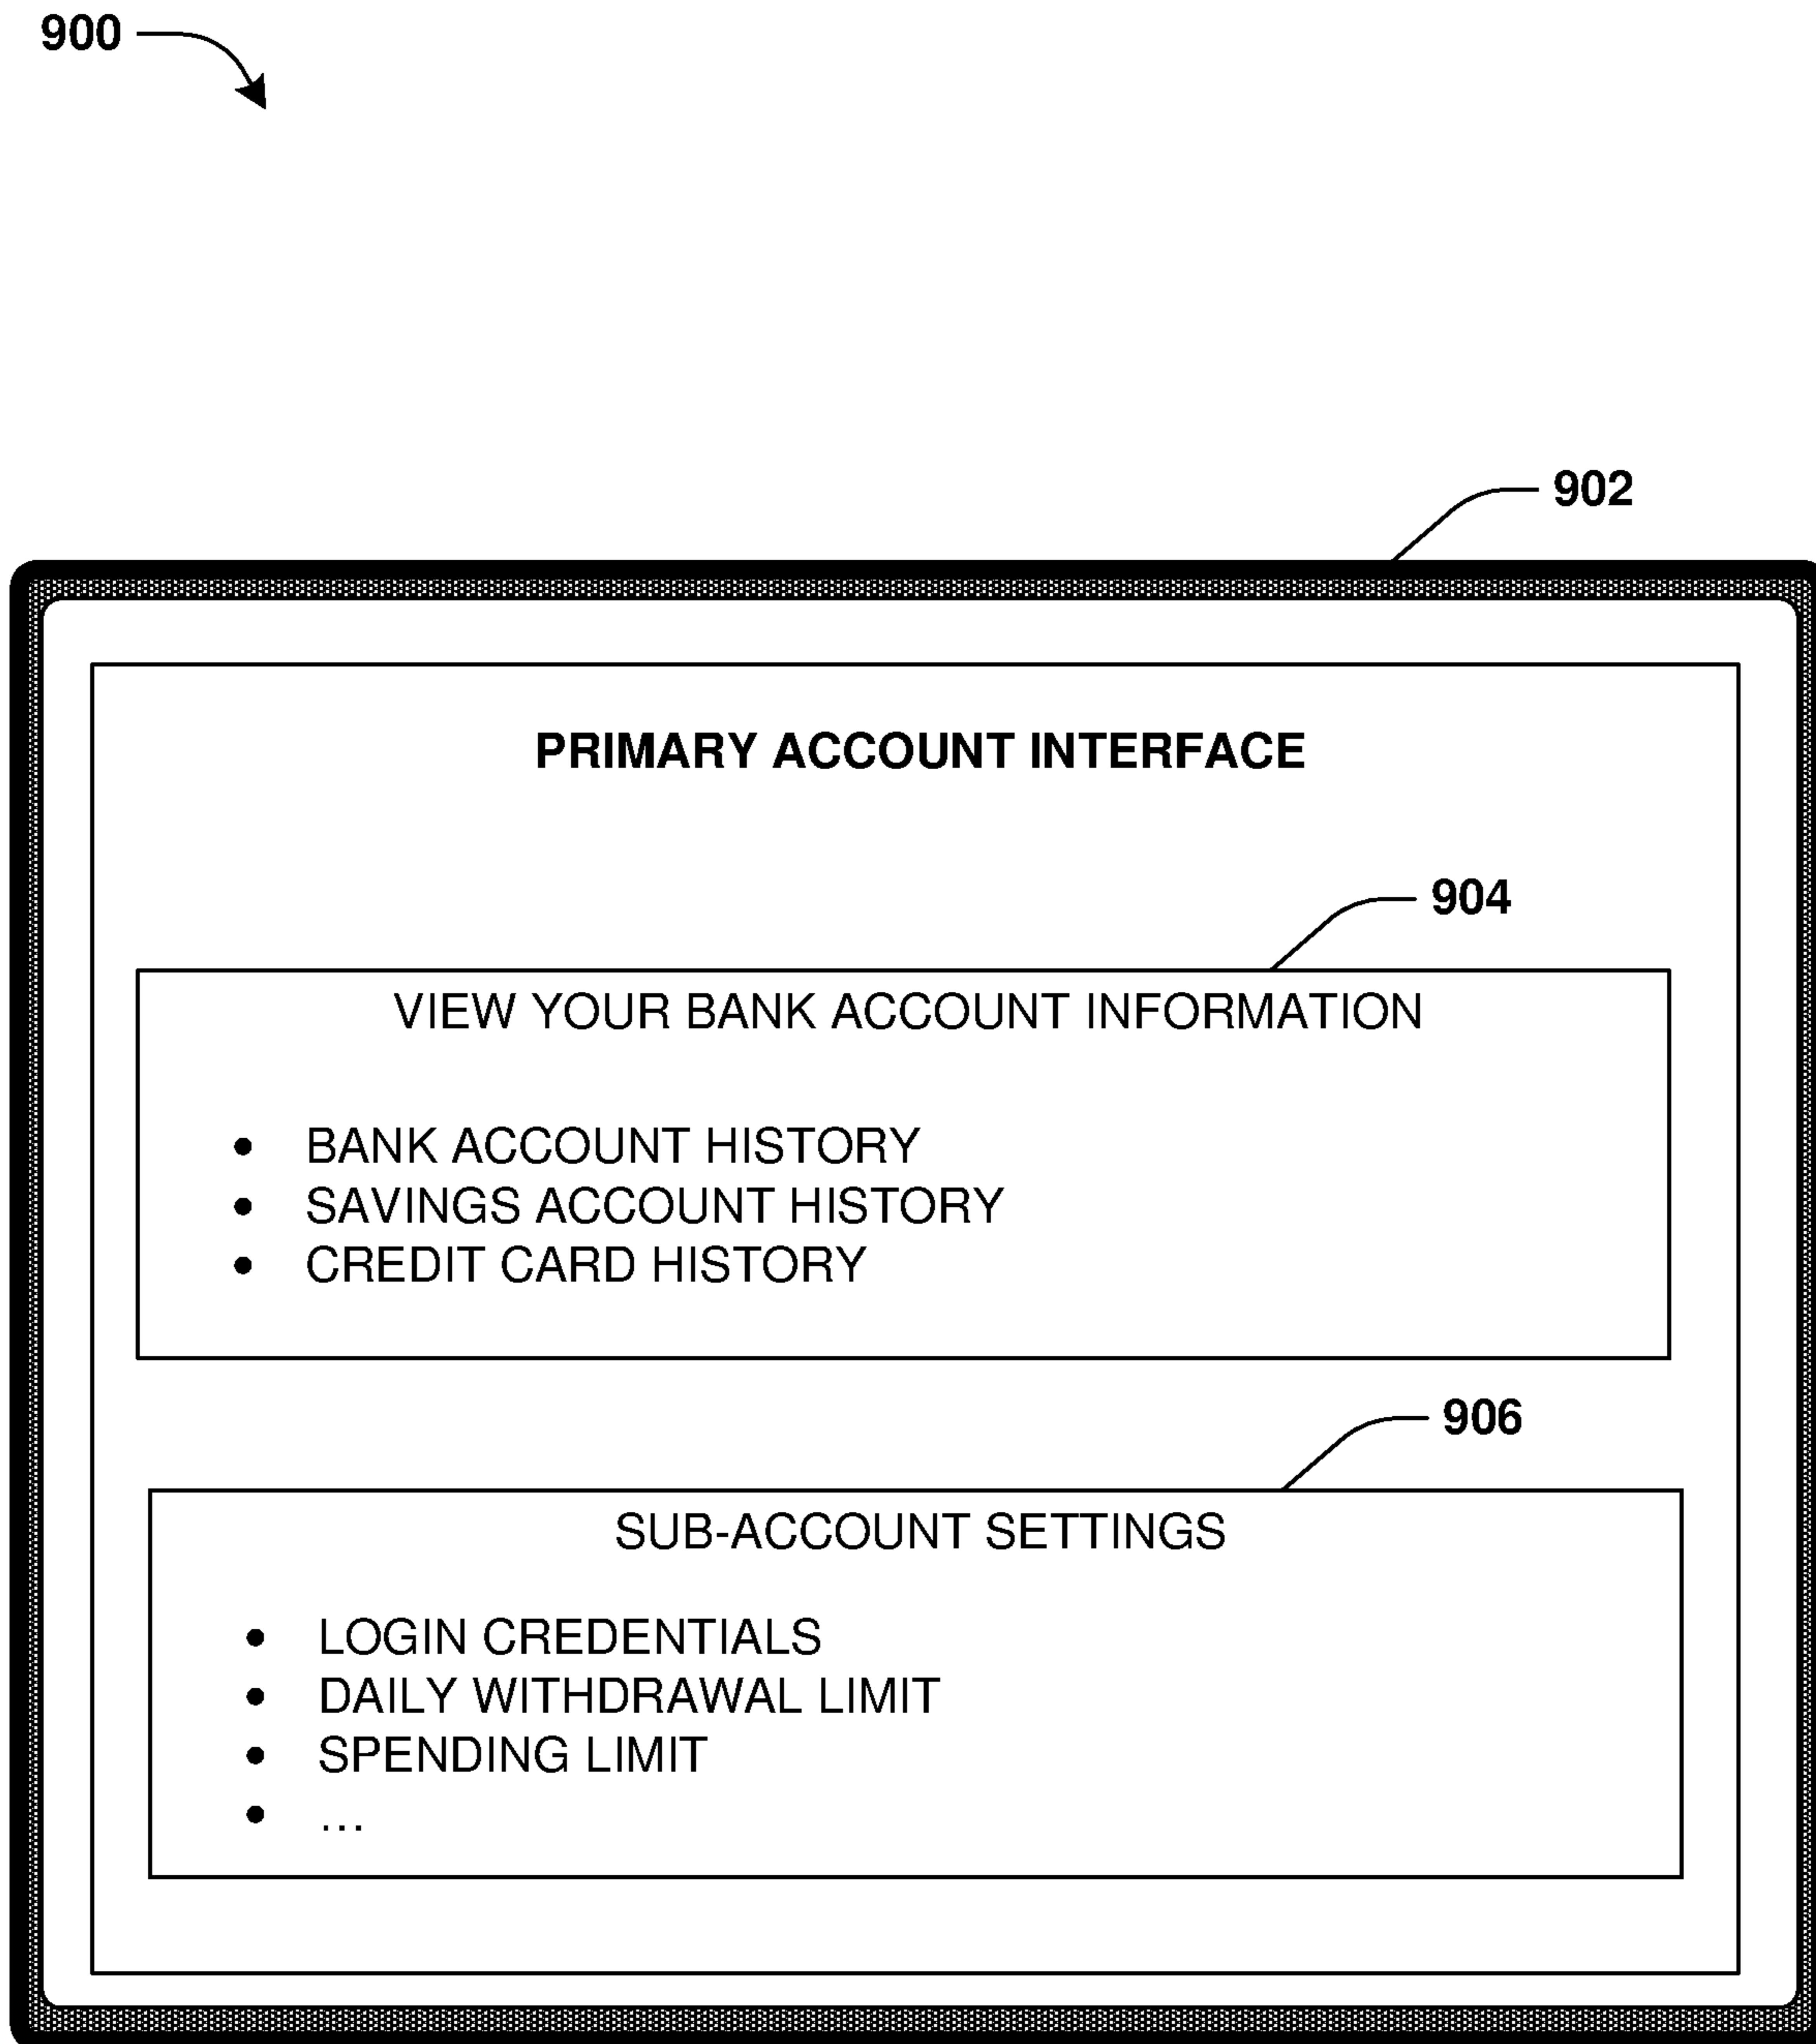 900
902
PRIMARY ACCOUNT INTERFACE
904
VIEW YOUR BANK ACCOUNT INFORMATION
• BANK ACCOUNT HISTORY
• SAVINGS ACCOUNT HISTORY
• CREDIT CARD HISTORY
906
SUB-ACCOUNT SETTINGS
• LOGIN CREDENTIALS
• DAILY WITHDRAWAL LIMIT
• SPENDING LIMIT
• ...